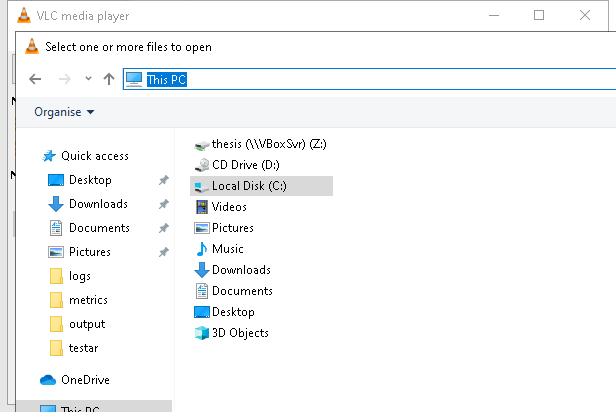 VLC media player
Select one or more files to open
This PC
Organise
Quick access
Desktop
Downloads
Documents
Pictures
logs
metrics
output
testar
OneDrive
This PC
thesis (\\VBoxSvr) (Z:)
CD Drive (D:)
Local Disk (C:)
Videos
Pictures
Music
Downloads
Documents
Desktop
3D Objects